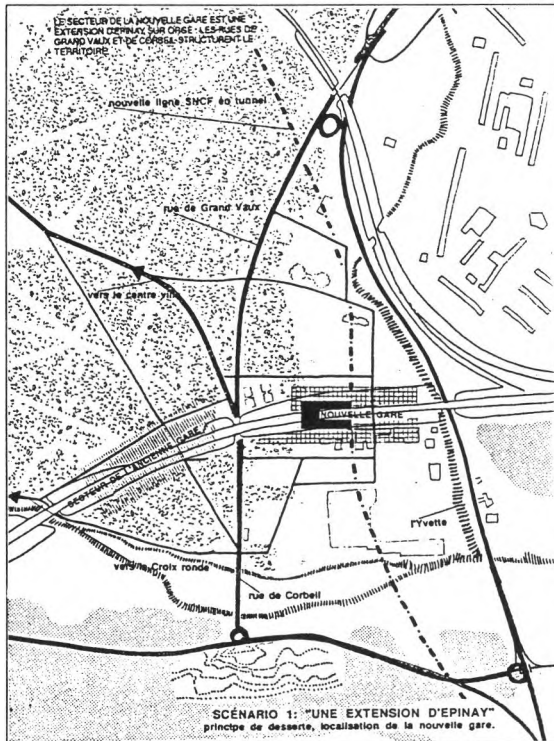 LE SECTEUR DE LA NOUVELLE GARE EST UNE
EXTENSION D'EPINAY SUR ORGE : LES RUES DE
GRAND VAUX ET DE CORBEIL STRUCTURENT LE
TERRITOIRE
nouvelle ligne SNCF en tunnel
rue de Grand Vaux
vers le centre ville
NOUVELLE GARE
SECTEUR DE L'ANCIENNE GARE
l'Yvette
vers la Croix ronde
rue de Corbeil
SCÉNARIO 1: "UNE EXTENSION D'EPINAY"
principe de desserte, localisation de la nouvelle gare.